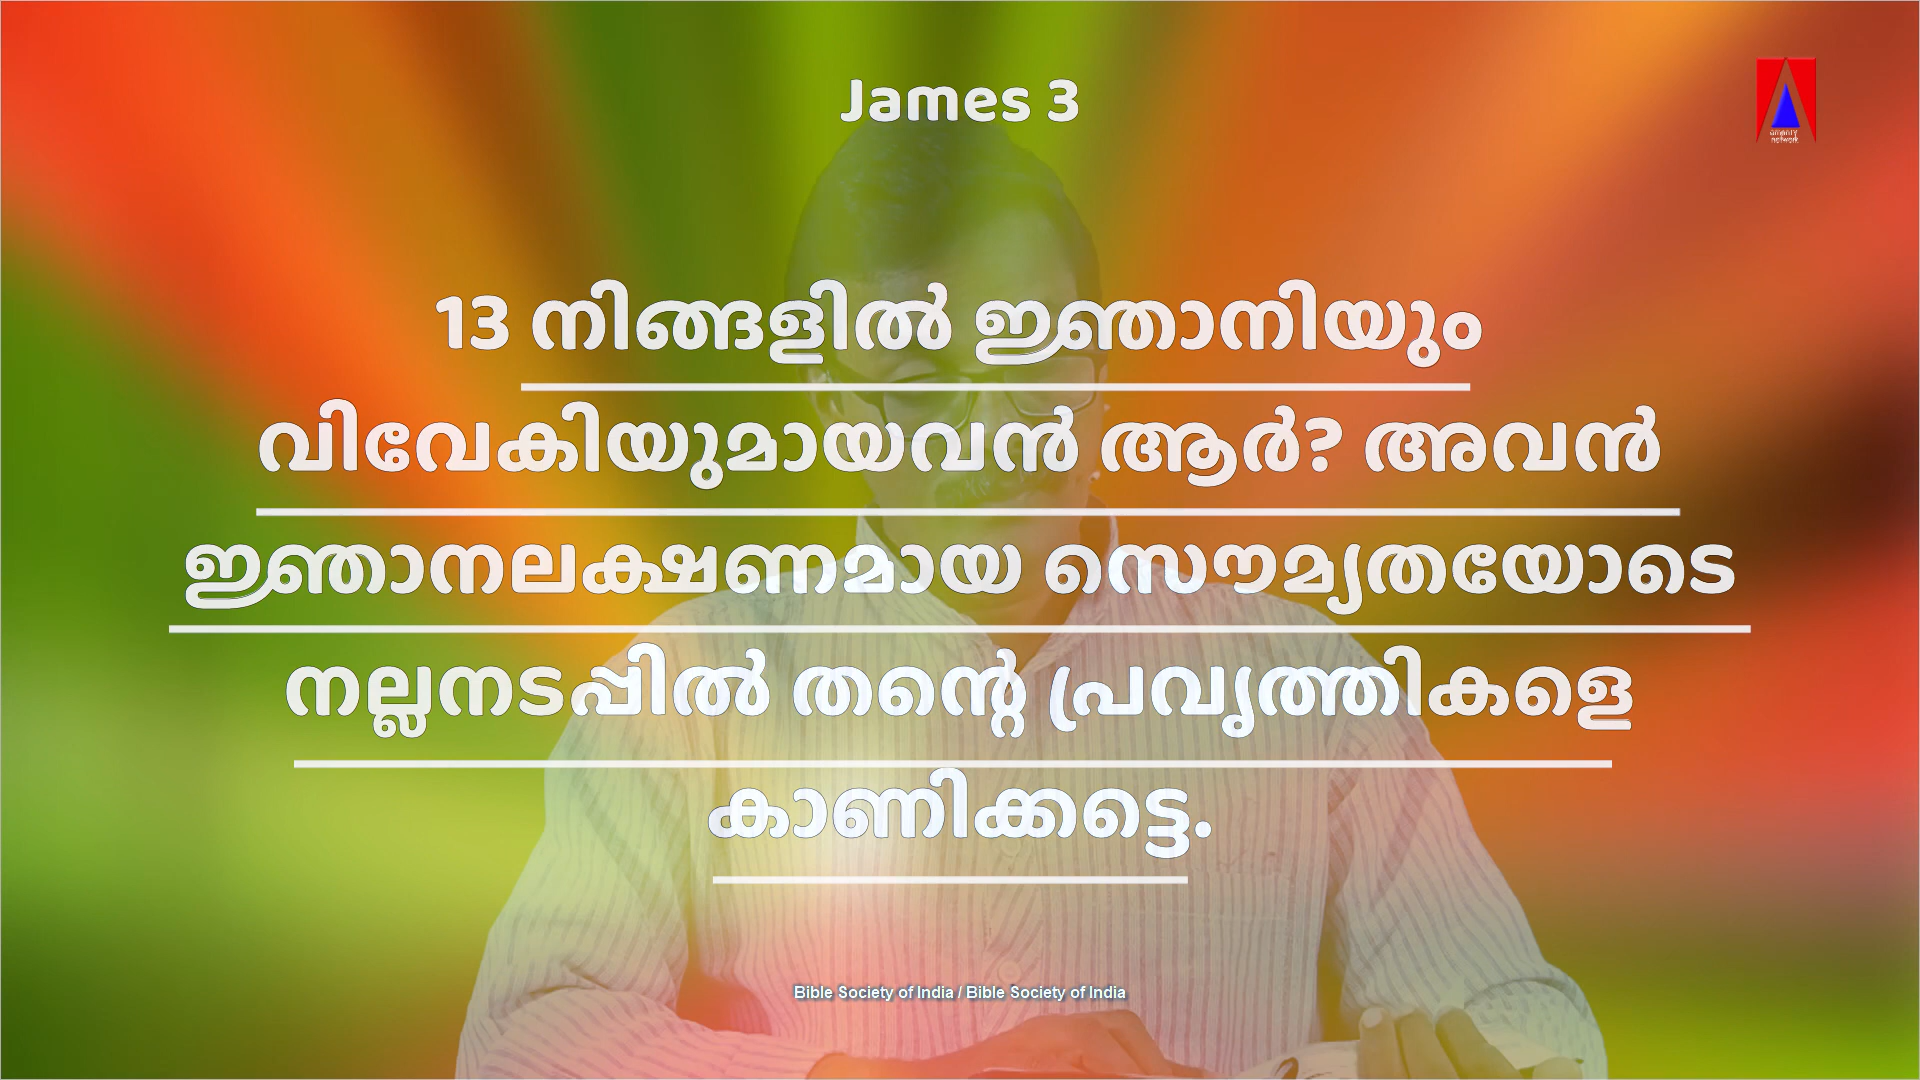 James 3
13 നിങ്ങളിൽ ജ്ഞാനിയും
വിവേകിയുമായവൻ ആർ? അവൻ
ജ്ഞാനലക്ഷണമായ സൌമ്യതയോടെ
നല്ലനടപ്പിൽ തന്റെ പ്രവൃത്തികളെ
കാണിക്കട്ടെ.
Bible Society of India / Bible Society of India